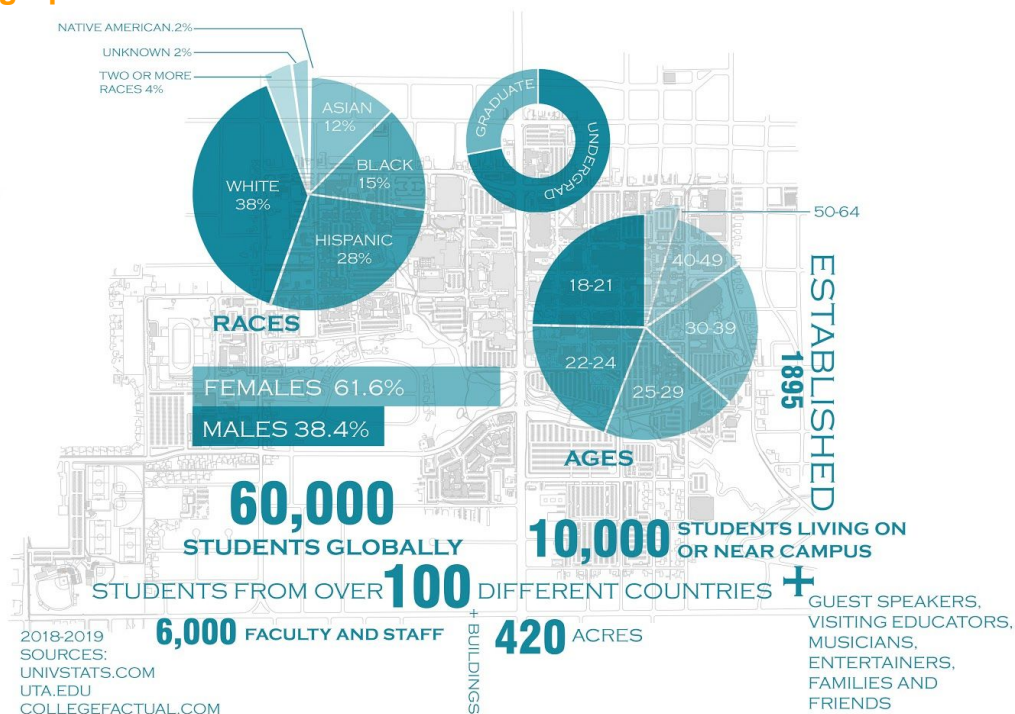 NATIVE AMERICAN.2%
UNKNOWN 2%
TWO OR MORE
RACES 4%
ASIAN
12%
BLACK
15%
WHITE
38%
HISPANIC
28%
RACES
GRADUATE
UNDERGRAD
50-64
40-49
18-21
30-39
22-24
25-29
AGES
ESTABLISHED
1895
FEMALES 61.6%
MALES 38.4%
60,000
STUDENTS GLOBALLY
10,000 STUDENTS LIVING ON
OR NEAR CAMPUS
STUDENTS FROM OVER 100 DIFFERENT COUNTRIES +
GUEST SPEAKERS,
VISITING EDUCATORS,
MUSICIANS,
ENTERTAINERS,
FAMILIES AND
FRIENDS
6,000 FACULTY AND STAFF
+ BUILDINGS
420 ACRES
2018-2019
SOURCES:
UNIVSTATS.COM
UTA.EDU
COLLEGEFACTUAL.COM